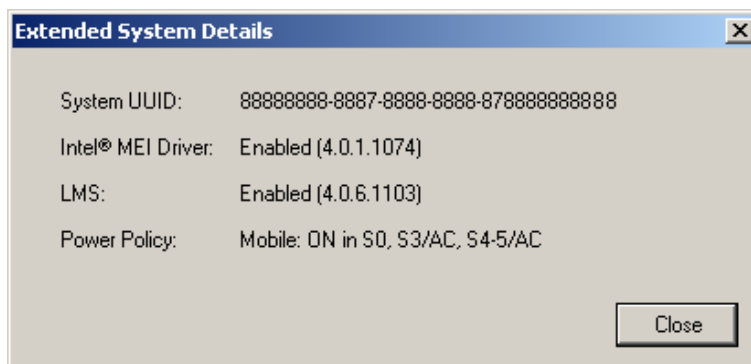 Extended System Details
System UUID: 88888888-8887-8888-8888-878888888888
Intel® MEI Driver: Enabled (4.0.1.1074)
LMS: Enabled (4.0.6.1103)
Power Policy: Mobile: ON in S0, S3/AC, S4-5/AC
Close